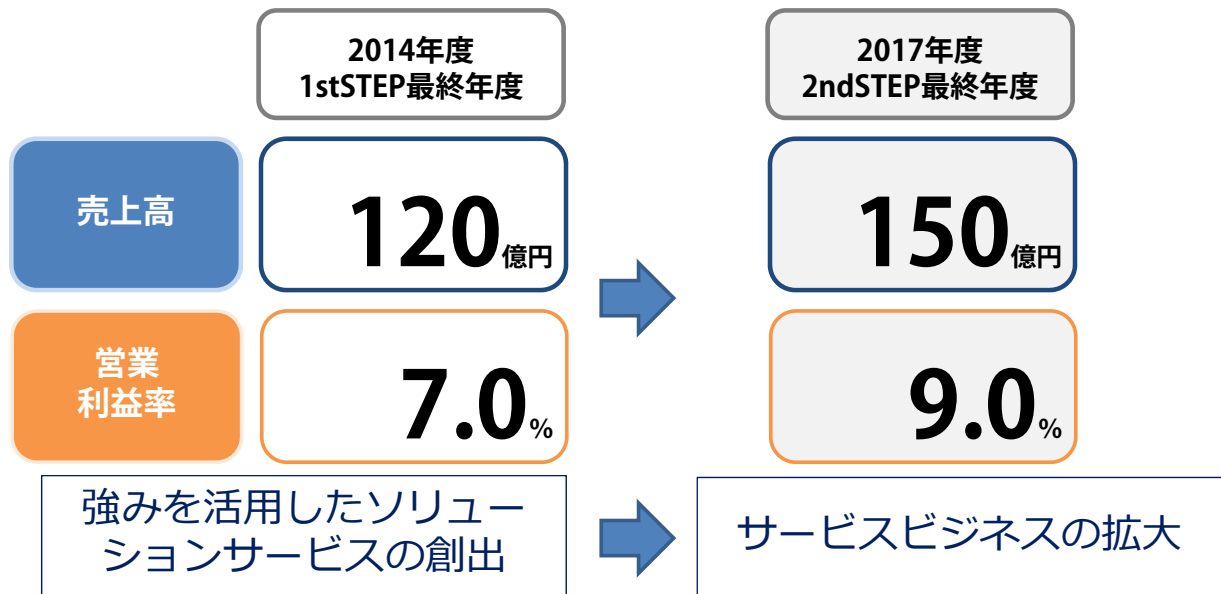 2014年度
1stSTEP最終年度
2017年度
2ndSTEP最終年度
売上高
120億円
150億円
営業
利益率
7.0%
9.0%
強みを活用したソリュー
ションサービスの創出
サービスビジネスの拡大